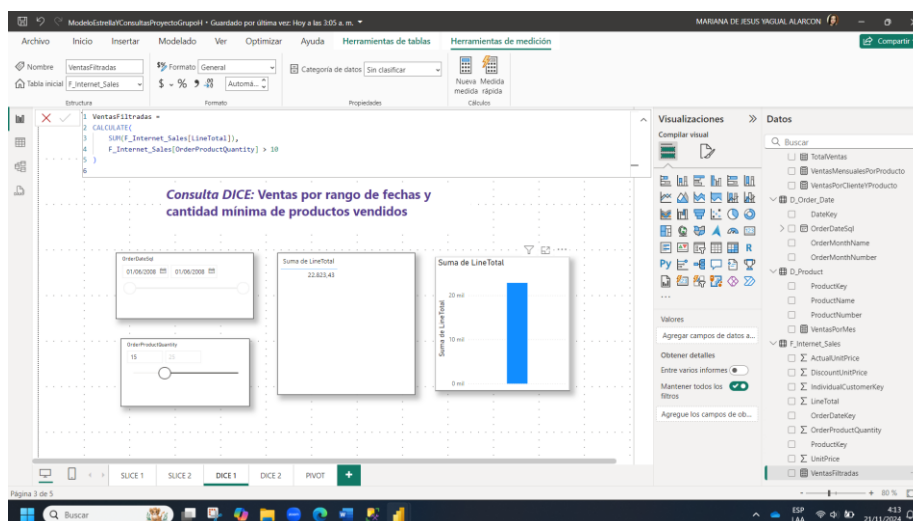 ModeloEstrellaYConsultasProyectoGrupoH • Guardado por última vez: Hoy a las 3:05 a. m.
MARIANA DE JESUS YAGUAL ALARCON
Archivo Inicio Insertar Modelado Ver Optimizar Ayuda Herramientas de tablas Herramientas de medición
Compartir
Nombre VentasFiltradas
Formato General
Categoría de datos Sin clasificar
Tabla inicial F_Internet_Sales
$ % Automá...
Nueva medida
Medida rápida
Estructura Formato Propiedades Cálculos
1 VentasFiltradas =
2 CALCULATE(
3 SUM(F_Internet_Sales[LineTotal]),
4 F_Internet_Sales[OrderProductQuantity] > 10
5 )
6
Consulta DICE: Ventas por rango de fechas y
cantidad mínima de productos vendidos
OrderDateSql
01/06/2008 01/06/2008
OrderProductQuantity
15
Suma de LineTotal
22.823,43
Suma de LineTotal
Suma de LineTotal
20 mil
10 mil
0 mil
Visualizaciones
Compilar visual
R
Py
Valores
Agregar campos de datos a...
Obtener detalles
Entre varios informes
Mantener todos los filtros
Agregue los campos de ob...
Datos
Buscar
TotalVentas
VentasMensualesPorProducto
VentasPorClienteYProducto
D_Order_Date
DateKey
OrderDateSql
OrderMonthName
OrderMonthNumber
D_Product
ProductKey
ProductName
ProductNumber
VentasPorMes
F_Internet_Sales
ActualUnitPrice
DiscountUnitPrice
IndividualCustomerKey
LineTotal
OrderDateKey
OrderProductQuantity
ProductKey
UnitPrice
VentasFiltradas
SLICE 1 SLICE 2 DICE 1 DICE 2 PIVOT
Página 3 de 5
80 %
Buscar
ESP
LAA
4:13
21/11/2024